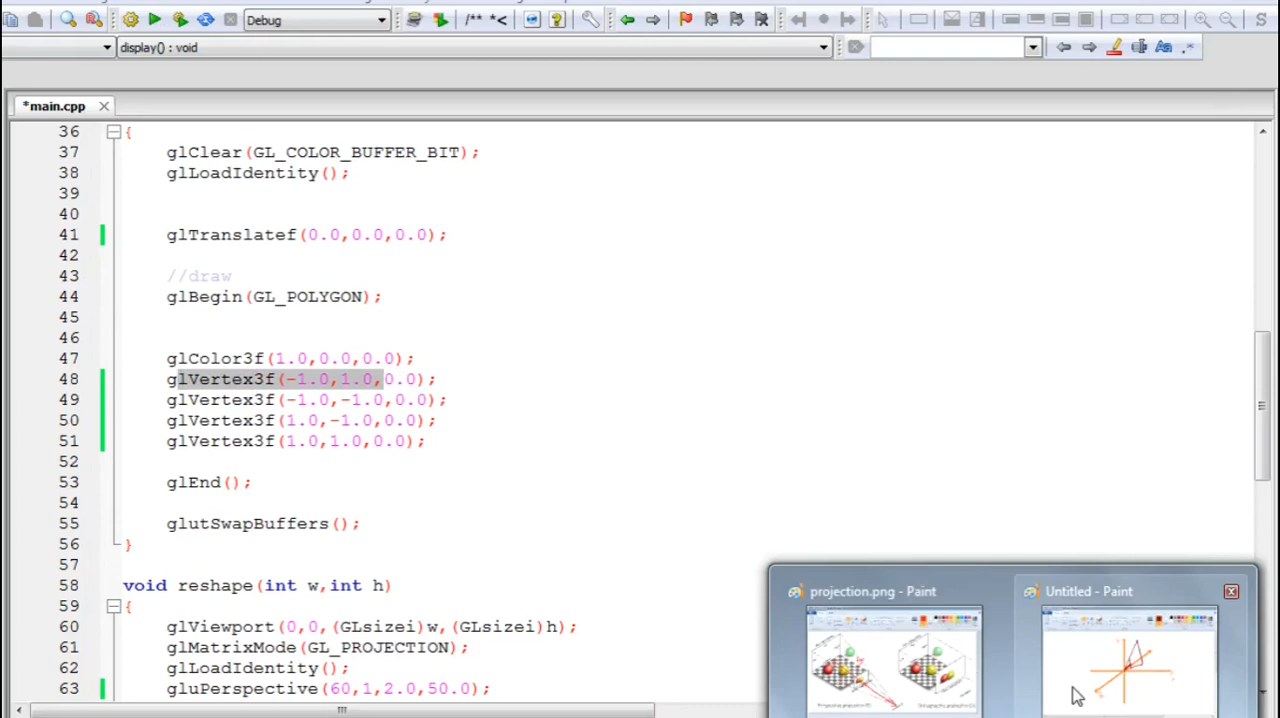 Debug
/** *<
S
display() : void
Aa
.*
*main.cpp
36 {
37 glClear(GL_COLOR_BUFFER_BIT);
38 glLoadIdentity();
39
40
41 glTranslatef(0.0,0.0,0.0);
42
43 //draw
44 glBegin(GL_POLYGON);
45
46
47 glColor3f(1.0,0.0,0.0);
48 glVertex3f(-1.0,1.0,0.0);
49 glVertex3f(-1.0,-1.0,0.0);
50 glVertex3f(1.0,-1.0,0.0);
51 glVertex3f(1.0,1.0,0.0);
52
53 glEnd();
54
55 glutSwapBuffers();
56 }
57
58 void reshape(int w,int h)
59 {
60 glViewport(0,0,(GLsizei)w,(GLsizei)h);
61 glMatrixMode(GL_PROJECTION);
62 glLoadIdentity();
63 gluPerspective(60,1,2.0,50.0);
projection.png - Paint
Untitled - Paint